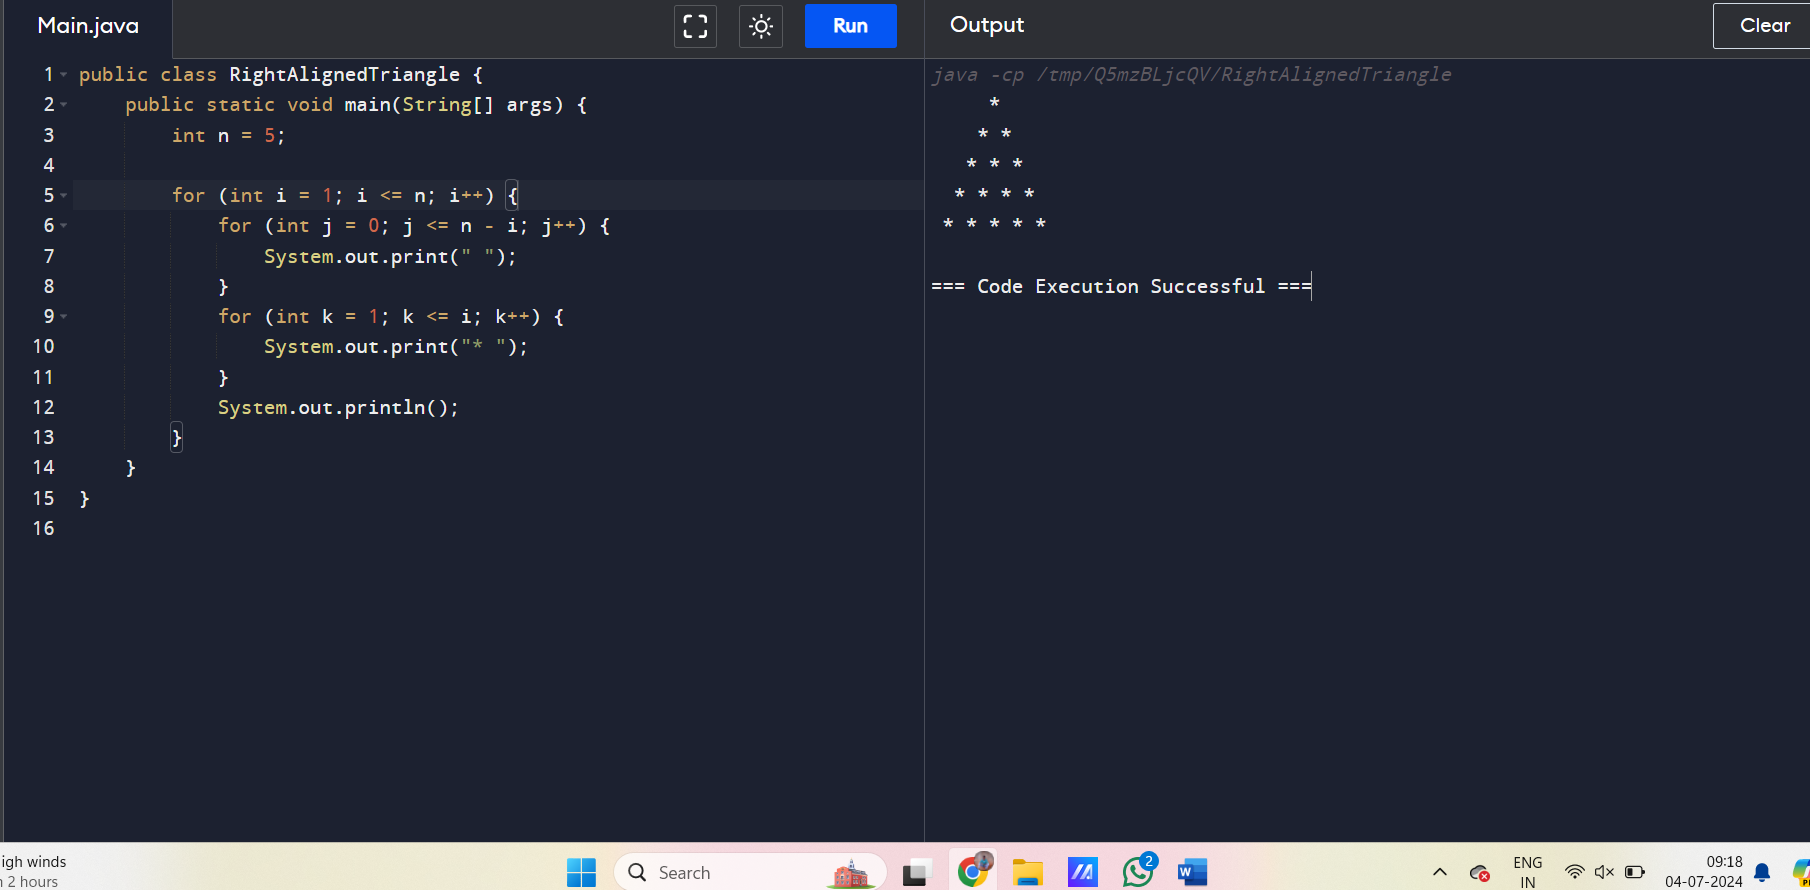 Main.java
Run
Output
Clear
1 public class RightAlignedTriangle {
2     public static void main(String[] args) {
3         int n = 5;
4
5         for (int i = 1; i <= n; i++) {
6             for (int j = 0; j <= n - i; j++) {
7                 System.out.print(" ");
8             }
9             for (int k = 1; k <= i; k++) {
10                 System.out.print("* ");
11             }
12             System.out.println();
13         }
14     }
15 }
16
java -cp /tmp/Q5mzBLjcQV/RightAlignedTriangle
     *
    * *
   * * *
  * * * *
 * * * * *
=== Code Execution Successful ===
igh winds
2 hours
Search
2
W
ENG
IN
09:18
04-07-2024